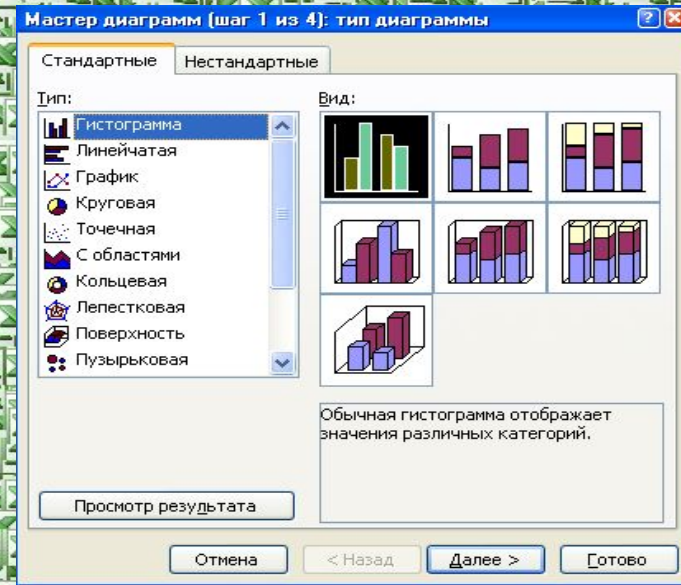 Мастер диаграмм (шаг 1 из 4): тип диаграммы
Стандартные
Нестандартные
Тип:
Вид:
Гистограмма
Линейчатая
График
Круговая
Точечная
С областями
Кольцевая
Лепестковая
Поверхность
Пузырьковая
Обычная гистограмма отображает
значения различных категорий.
Просмотр результата
Отмена
< Назад
Далее >
Готово